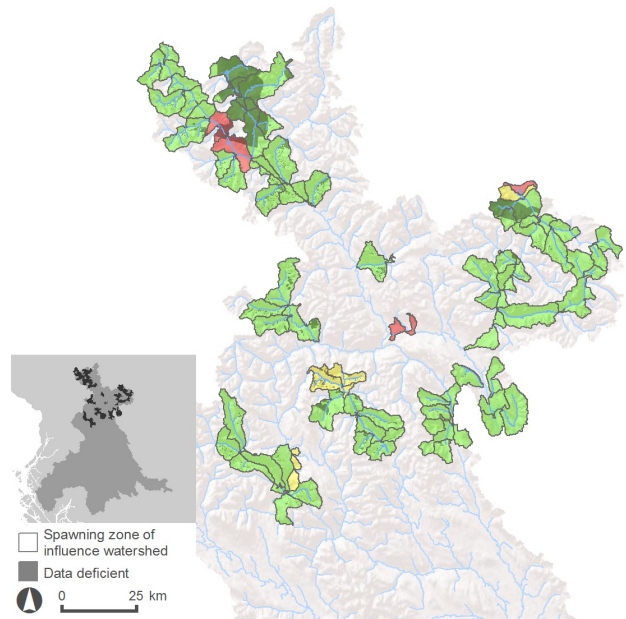 Spawning zone of
influence watershed
Data deficient
0 25 km